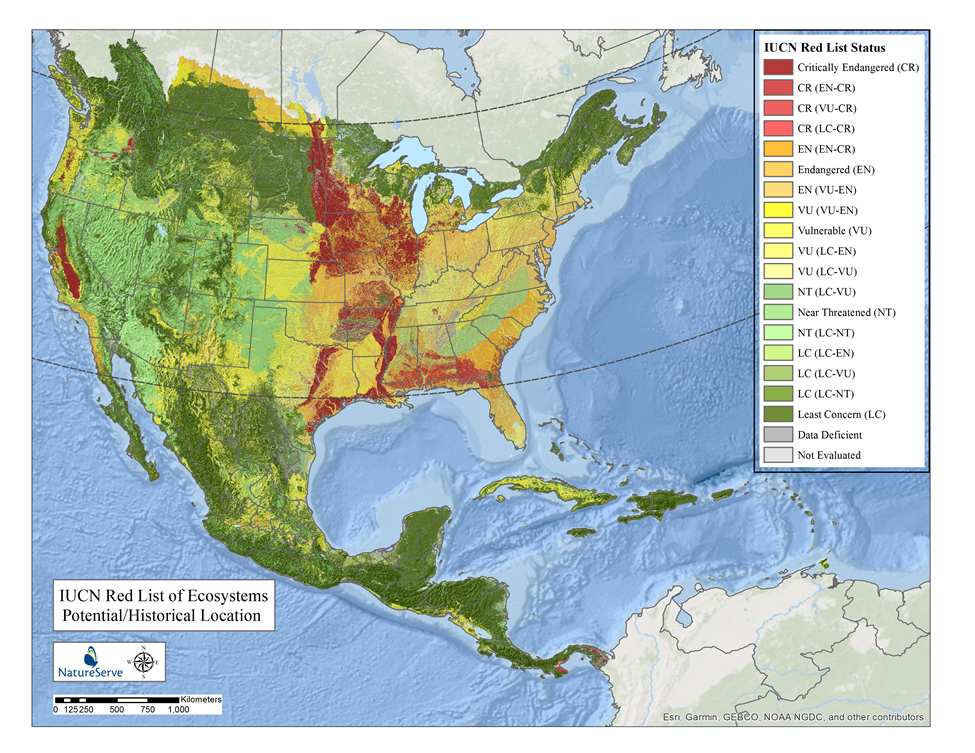 IUCN Red List Status
Critically Endangered (CR)
CR (EN-CR)
CR (VU-CR)
CR (LC-CR)
EN (EN-CR)
Endangered (EN)
EN (VU-EN)
VU (VU-EN)
Vulnerable (VU)
VU (LC-EN)
VU (LC-VU)
NT (LC-VU)
Near Threatened (NT)
NT (LC-NT)
LC (LC-EN)
LC (LC-VU)
LC (LC-NT)
Least Concern (LC)
Data Deficient
Not Evaluated
IUCN Red List of Ecosystems
Potential/Historical Location
NatureServe
N
W E
S
Kilometers
0 125 250 500 750 1,000
Esri, Garmin, GEBCO, NOAA NGDC, and other contributors